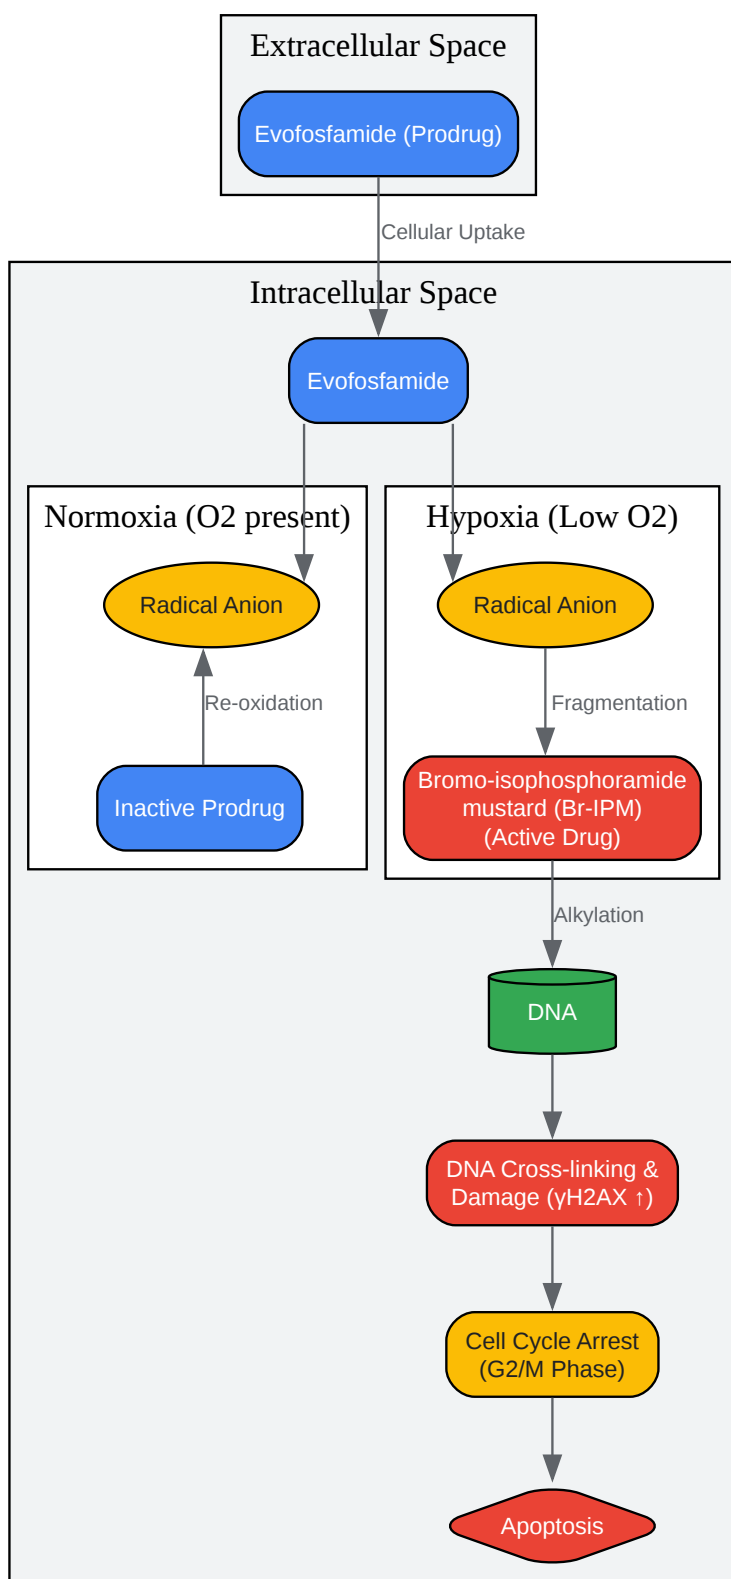 Extracellular Space
Evofosfamide (Prodrug)
Cellular Uptake
Intracellular Space
Evofosfamide
Normoxia (O2 present)
Radical Anion
Re-oxidation
Inactive Prodrug
Hypoxia (Low O2)
Radical Anion
Fragmentation
Bromo-isophosphoramide
mustard (Br-IPM)
(Active Drug)
Alkylation
DNA
DNA Cross-linking &
Damage (γH2AX ↑)
Cell Cycle Arrest
(G2/M Phase)
Apoptosis